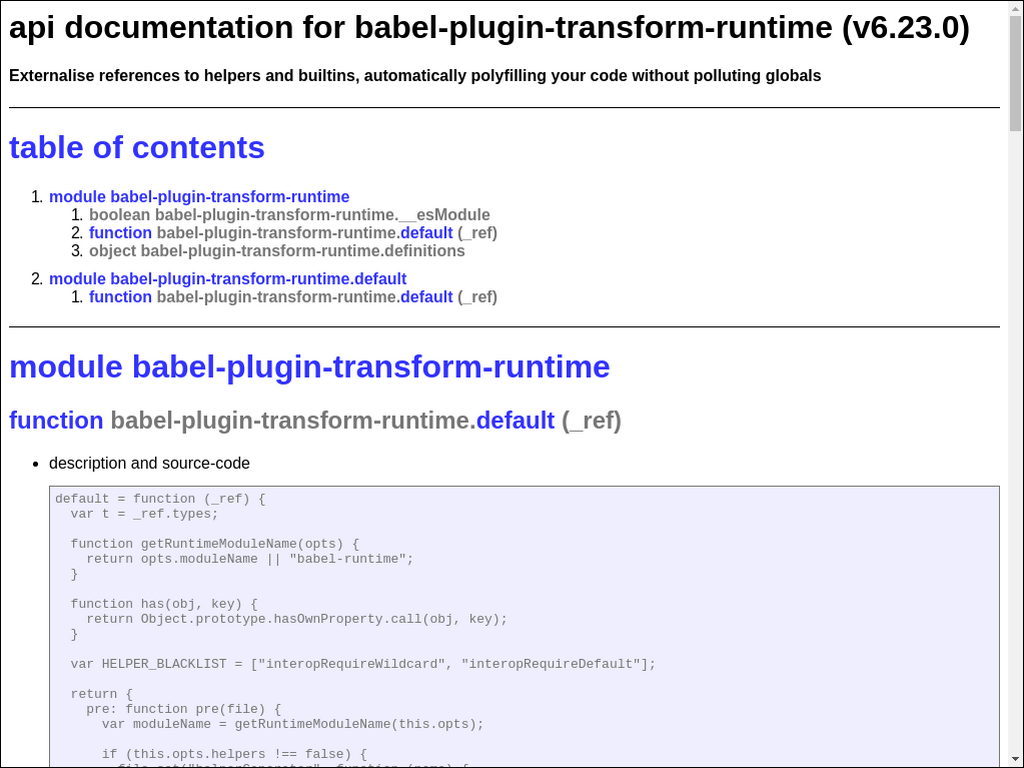 api documentation for babel-plugin-transform-runtime (v6.23.0)
Externalise references to helpers and builtins, automatically polyfilling your code without polluting globals
table of contents
1. module babel-plugin-transform-runtime
1. boolean babel-plugin-transform-runtime.__esModule
2. function babel-plugin-transform-runtime.default (_ref)
3. object babel-plugin-transform-runtime.definitions
2. module babel-plugin-transform-runtime.default
1. function babel-plugin-transform-runtime.default (_ref)
module babel-plugin-transform-runtime
function babel-plugin-transform-runtime.default (_ref)
• description and source-code
default = function (_ref) {
  var t = _ref.types;
  function getRuntimeModuleName(opts) {
    return opts.moduleName || "babel-runtime";
  }
  function has(obj, key) {
    return Object.prototype.hasOwnProperty.call(obj, key);
  }
  var HELPER_BLACKLIST = ["interopRequireWildcard", "interopRequireDefault"];
  return {
    pre: function pre(file) {
      var moduleName = getRuntimeModuleName(this.opts);
      if (this.opts.helpers !== false) {
        file.set("helperGenerator", function (name) {